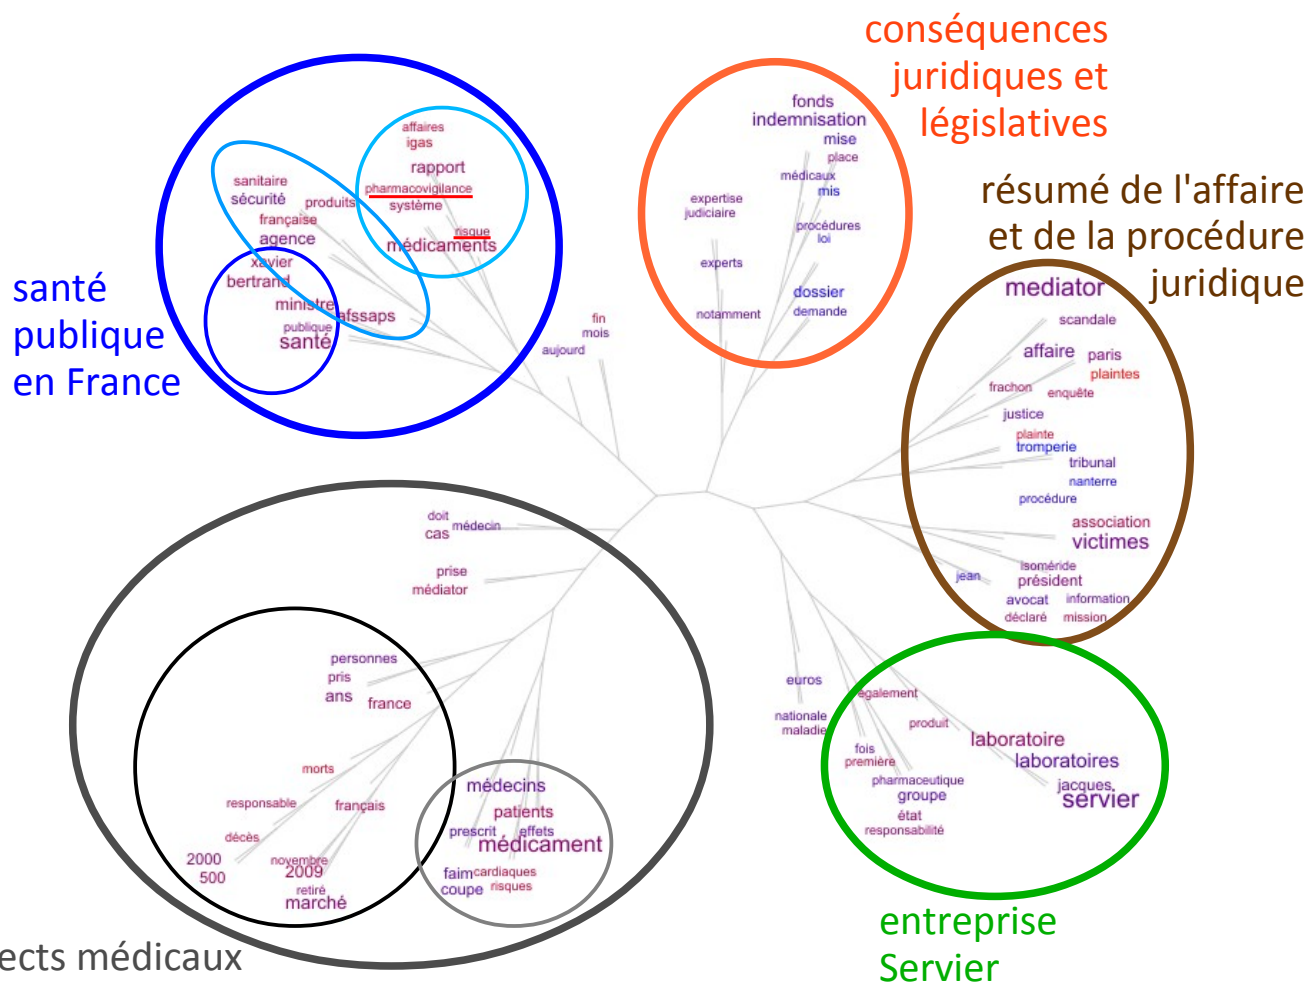 conséquences
juridiques et
législatives
résumé de l'affaire
et de la procédure
juridique
santé
publique
en France
affaires
igas
rapport
pharmacovigilance
système
risque
médicaments
sanitaire
sécurité
produits
française
agence
xavier
bertrand
ministre
afssaps
publique
santé
fin
mois
aujourd
fonds
indemnisation
mise
place
médicaux
mis
expertise
judiciaire
procédures
loi
experts
dossier
notamment
demande
mediator
scandale
affaire
paris
plaintes
frachon
enquête
justice
plainte
tromperie
tribunal
nanterre
procédure
association
victimes
isoméride
jean
président
avocat
information
déclaré
mission
doit
médecin
cas
prise
médiator
personnes
pris
ans
france
morts
responsable
français
décès
2000
500
novembre
2009
retiré
marché
médecins
patients
prescrit
effets
médicament
faim
cardiaques
coupe
risques
euros
nationale
maladie
également
produit
laboratoire
laboratoires
fois
première
pharmaceutique
groupe
jacques
servier
état
responsabilité
entreprise
Servier
ects médicaux